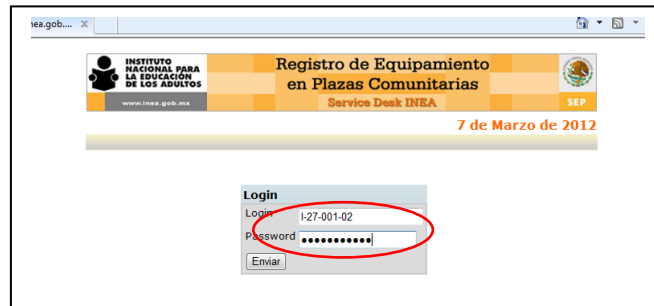 nea.gob.... x
INSTITUTO
NACIONAL PARA
LA EDUCACIÓN
DE LOS ADULTOS
www.inea.gob.mx
Registro de Equipamiento
en Plazas Comunitarias
Service Desk INEA
SEP
7 de Marzo de 2012
Login
Login I-27-001-02
Password ●●●●●●●●●●●
Enviar